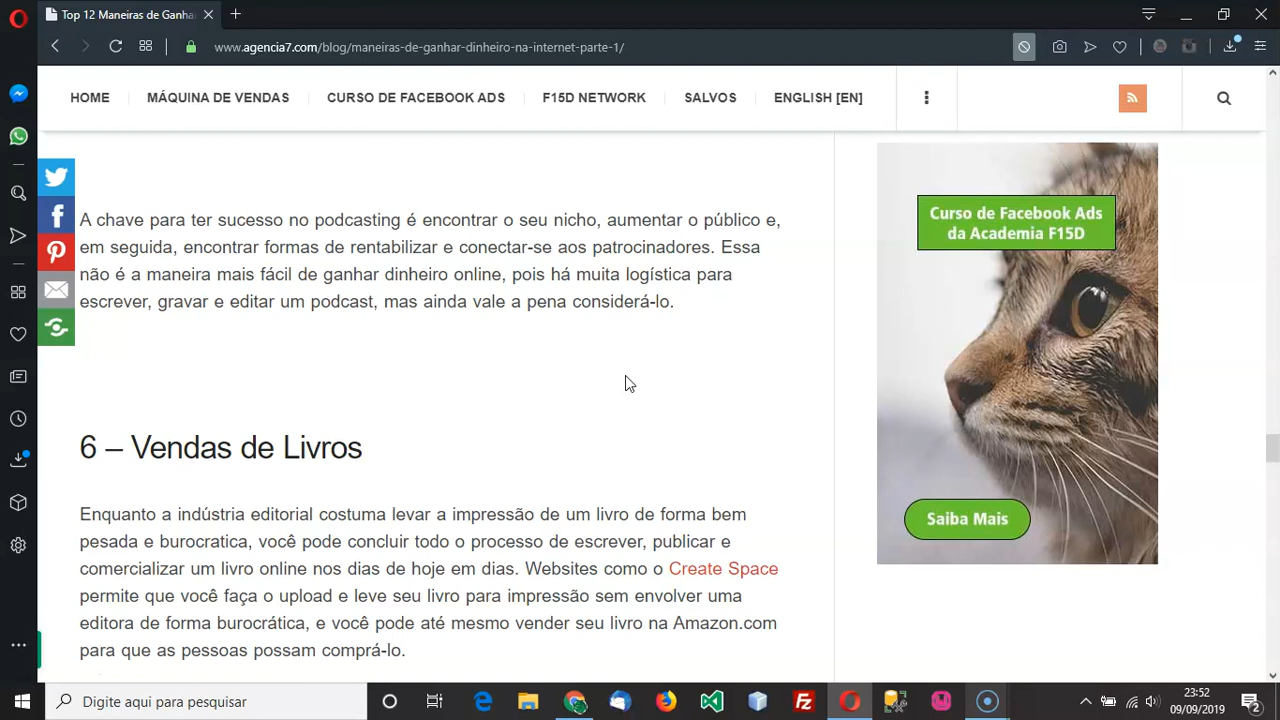 Top 12 Maneiras de Ganha
www.agencia7.com/blog/maneiras-de-ganhar-dinheiro-na-internet-parte-1/
HOME
MÁQUINA DE VENDAS
CURSO DE FACEBOOK ADS
F15D NETWORK
SALVOS
ENGLISH [EN]
A chave para ter sucesso no podcasting é encontrar o seu nicho, aumentar o público e,
em seguida, encontrar formas de rantabilizar e conectar-se aos patrocinadores. Essa
não é a maneira mais fácil de ganhar dinheiro online, pois há muita logística para
escrever, gravar e editar um podcast, mas ainda vale a pena considerá-lo.
6 – Vendas de Livros
Enquanto a indústria editorial costuma levar a impressão de um livro de forma bem
pesada e burocratica, você pode concluir todo o processo de escrever, publicar e
comercializar um livro online nos dias de hoje em dias. Websites como o Create Space
permite que você faça o upload e leve seu livro para impressão sem envolver uma
editora de forma burocrática, e você pode até mesmo vender seu livro na Amazon.com
para que as pessoas possam comprá-lo.
Curso de Facebook Ads
da Academia F15D
Saiba Mais
Digite aqui para pesquisar
23:52
09/09/2019
2